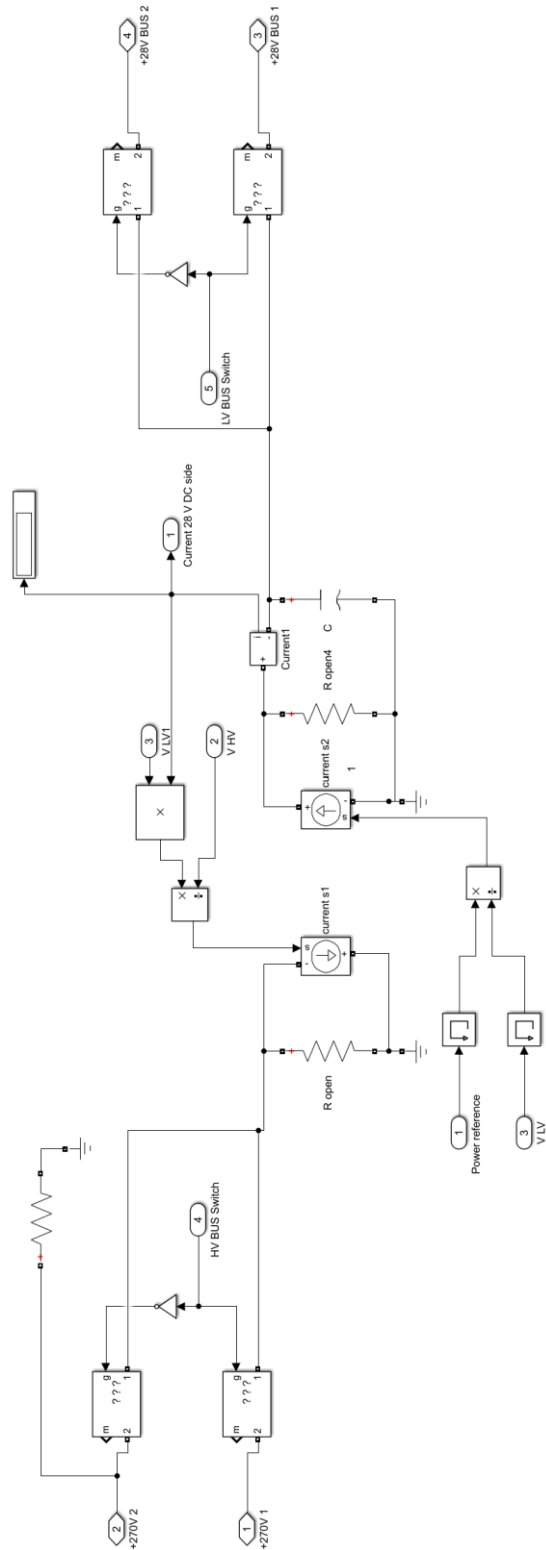 m
g
? ? ?
2
1
2
+270V 2
4
HV BUS Switch
m
g
? ? ?
2
1
1
+270V 1
3
V LV1
×
2
V HV
×
÷
1
Current 28 V DC side
g
m
? ? ?
1
2
4
+28V BUS 2
5
LV BUS Switch
g
m
? ? ?
1
2
3
+28V BUS 1
+
i
-
Current1
+
R open
s
-
+
current s1
+
-
s
current s2
1
+
R open4
+
C
+
1
Power reference
3
V LV
×
÷